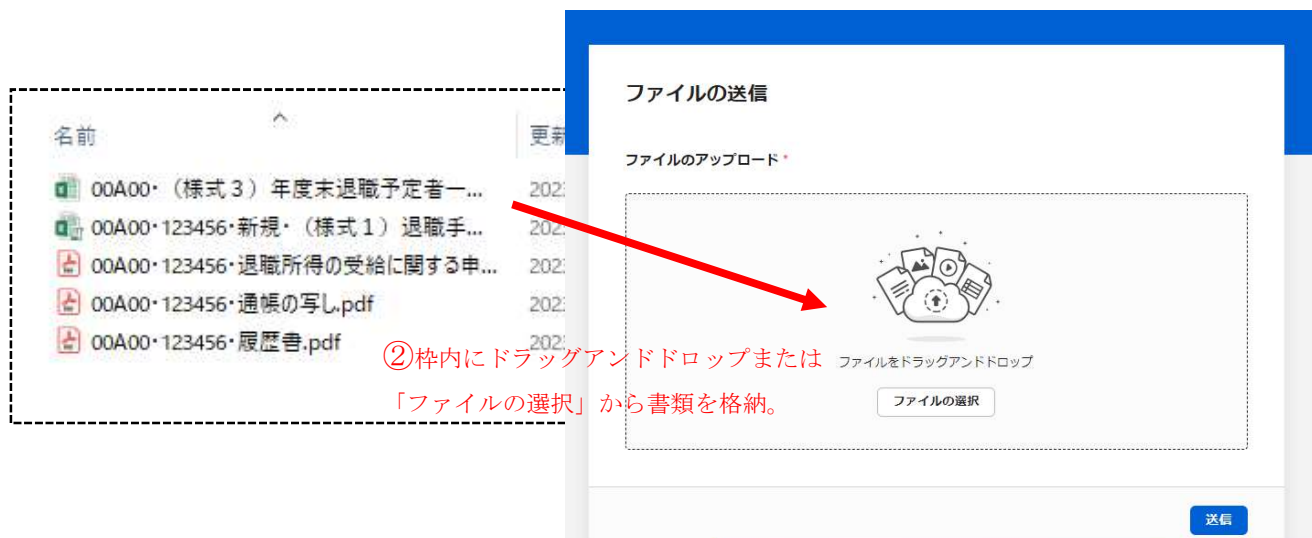 名前
更新
00A00・（様式３）年度末退職予定者一...
202
00A00・123456・新規・（様式１）退職手...
202
00A00・123456・退職所得の受給に関する申...
202
00A00・123456・通帳の写し.pdf
202
00A00・123456・履歴書.pdf
202
②枠内にドラッグアンドドロップまたは
「ファイルの選択」から書類を格納。
ファイルの送信
ファイルのアップロード*
ファイルをドラッグアンドドロップ
ファイルの選択
送信